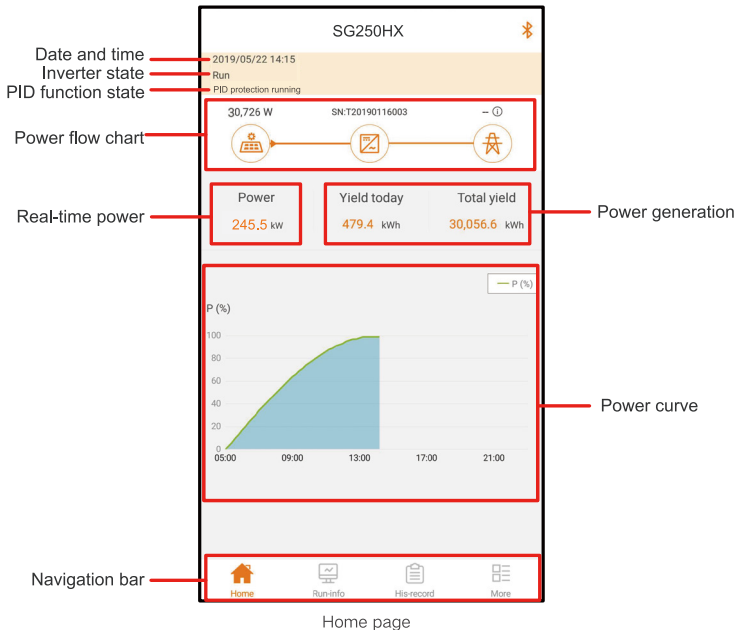 SG250HX
Date and time
2019/05/22 14:15
Inverter state
Run
PID function state
PID protection running
Power flow chart
30,726 W
SN:T20190116003
–
Real-time power
Power
Yield today
Total yield
245.5 kW
479.4 kWh
30,056.6 kWh
Power generation
P (%)
P (%)
100
80
60
40
20
0
05:00 09:00 13:00 17:00 21:00
Power curve
Navigation bar
Home Run-info His-record More
Home page